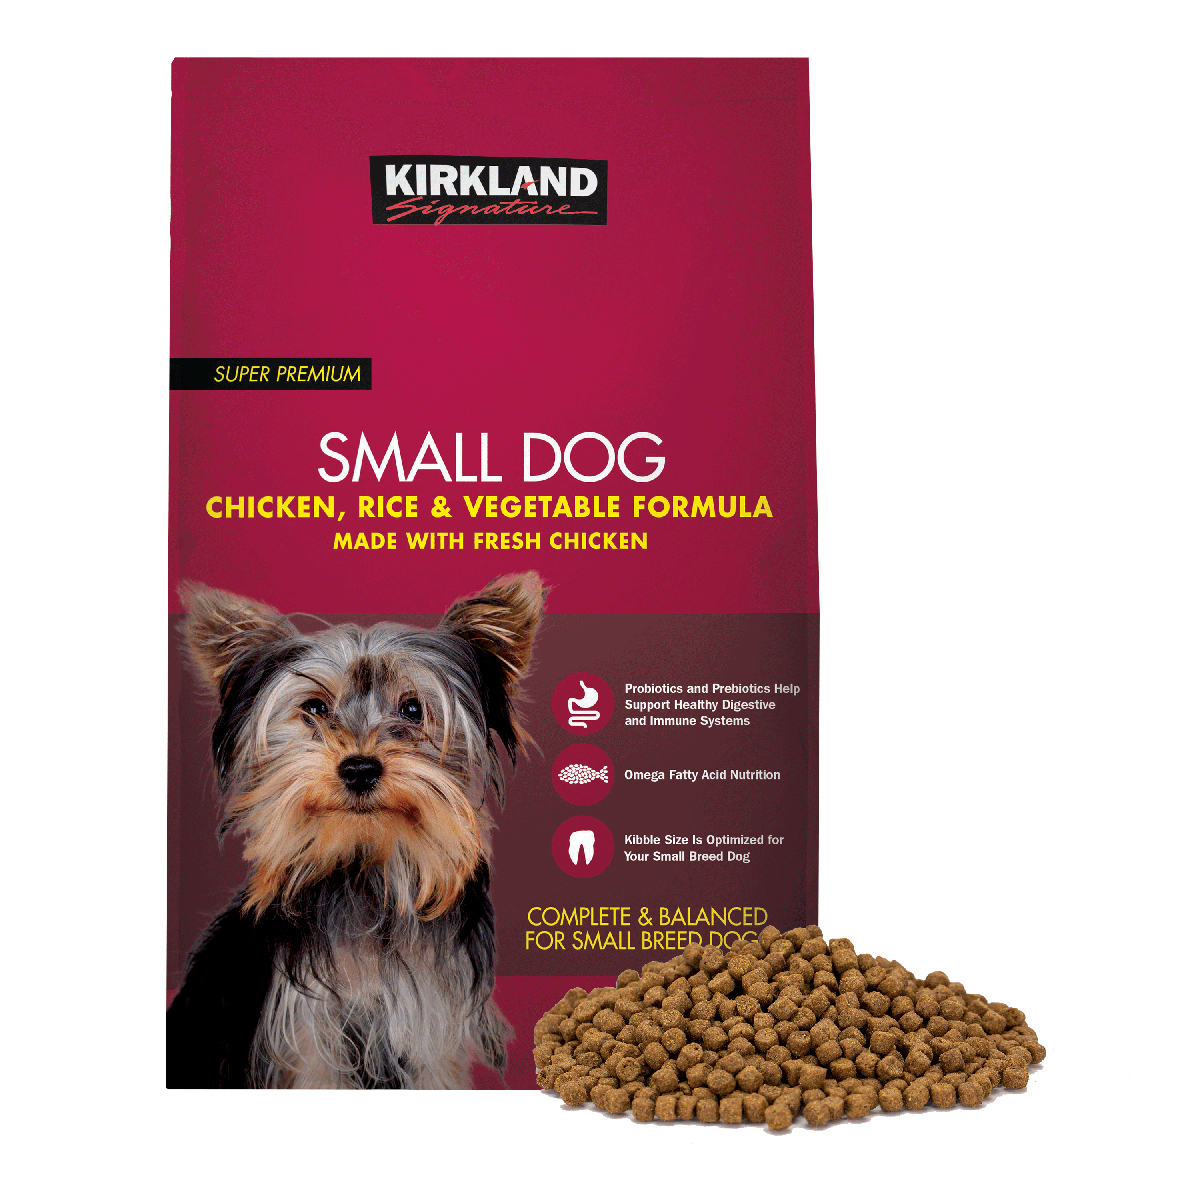 KIRKLAND
Signature
SUPER PREMIUM
SMALL DOG
CHICKEN, RICE & VEGETABLE FORMULA
MADE WITH FRESH CHICKEN
Probiotics and Prebiotics Help
Support Healthy Digestive
and Immune Systems
Omega Fatty Acid Nutrition
Kibble Size Is Optimized for
Your Small Breed Dog
COMPLETE & BALANCED
FOR SMALL BREED DOGS